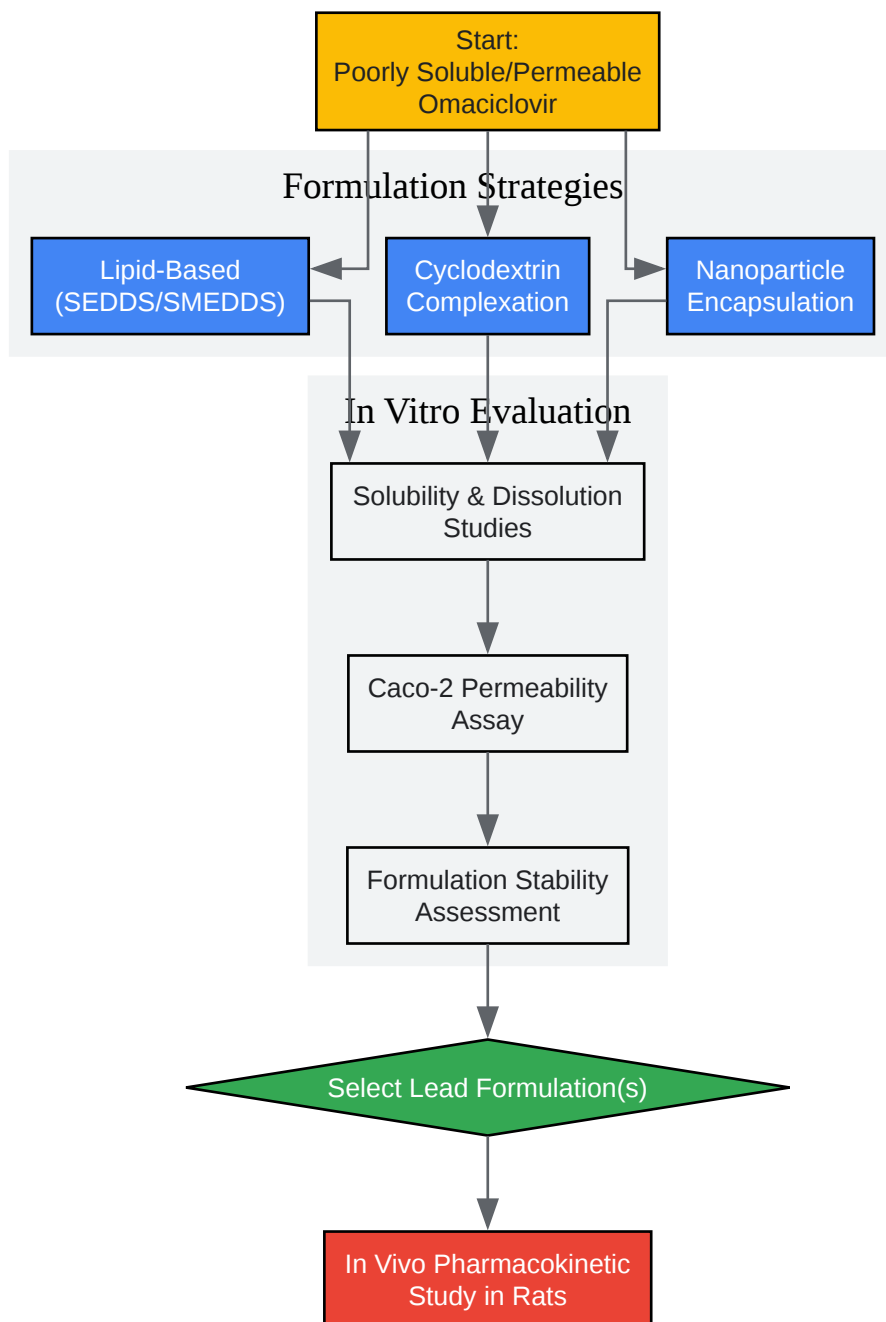 Start:
Poorly Soluble/Permeable
Omaciclovir
Formulation Strategies
Lipid-Based
(SEDDS/SMEDDS)
Cyclodextrin
Complexation
Nanoparticle
Encapsulation
In Vitro Evaluation
Solubility & Dissolution
Studies
Caco-2 Permeability
Assay
Formulation Stability
Assessment
Select Lead Formulation(s)
In Vivo Pharmacokinetic
Study in Rats